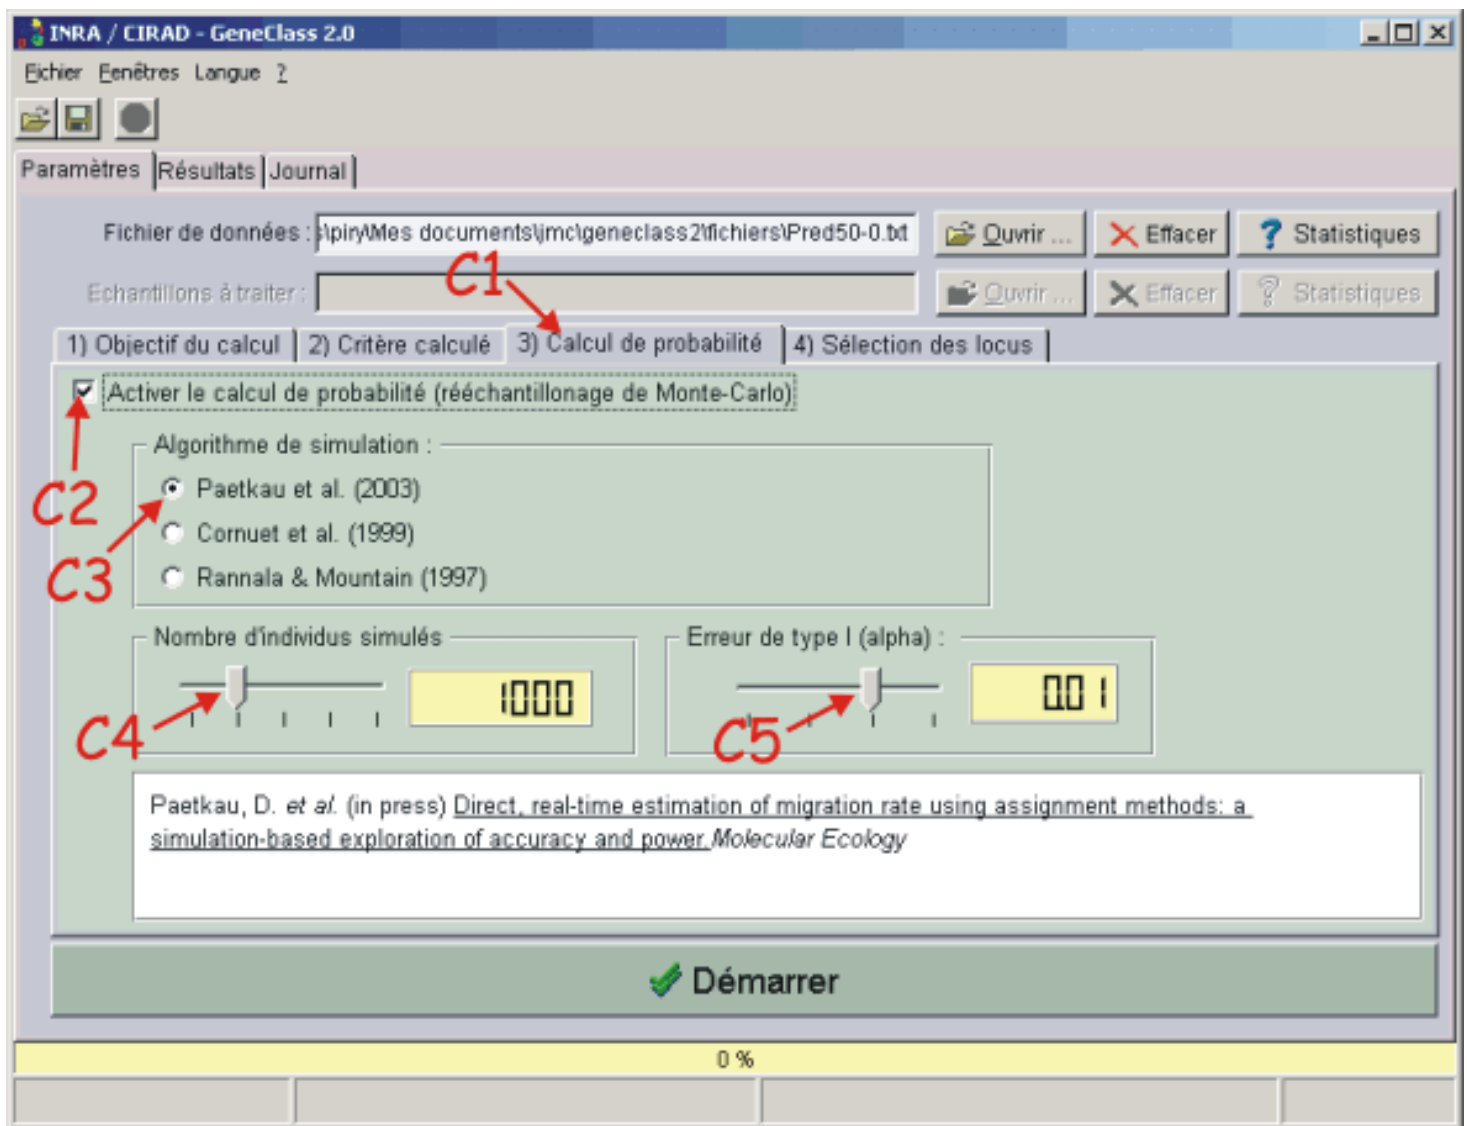 INRA / CIRAD - GeneClass 2.0
Fichier Fenêtres Langue ?
Paramètres Résultats Journal
Fichier de données : s\piry\Mes documents\jmc\geneclass2\fichiers\Pred50-0.txt Ouvrir ... Effacer ? Statistiques
C1
Echantillons à traiter : Ouvrir ... Effacer ? Statistiques
1) Objectif du calcul 2) Critère calculé 3) Calcul de probabilité 4) Sélection des locus
Activer le calcul de probabilité (rééchantillonage de Monte-Carlo)
Algorithme de simulation :
C2
Paetkau et al. (2003)
Cornuet et al. (1999)
C3
Rannala & Mountain (1997)
Nombre d'individus simulés Erreur de type I (alpha) :
1000 0.01
C4 C5
Paetkau, D. et al. (in press) Direct, real-time estimation of migration rate using assignment methods: a
simulation-based exploration of accuracy and power. Molecular Ecology
Démarrer
0 %